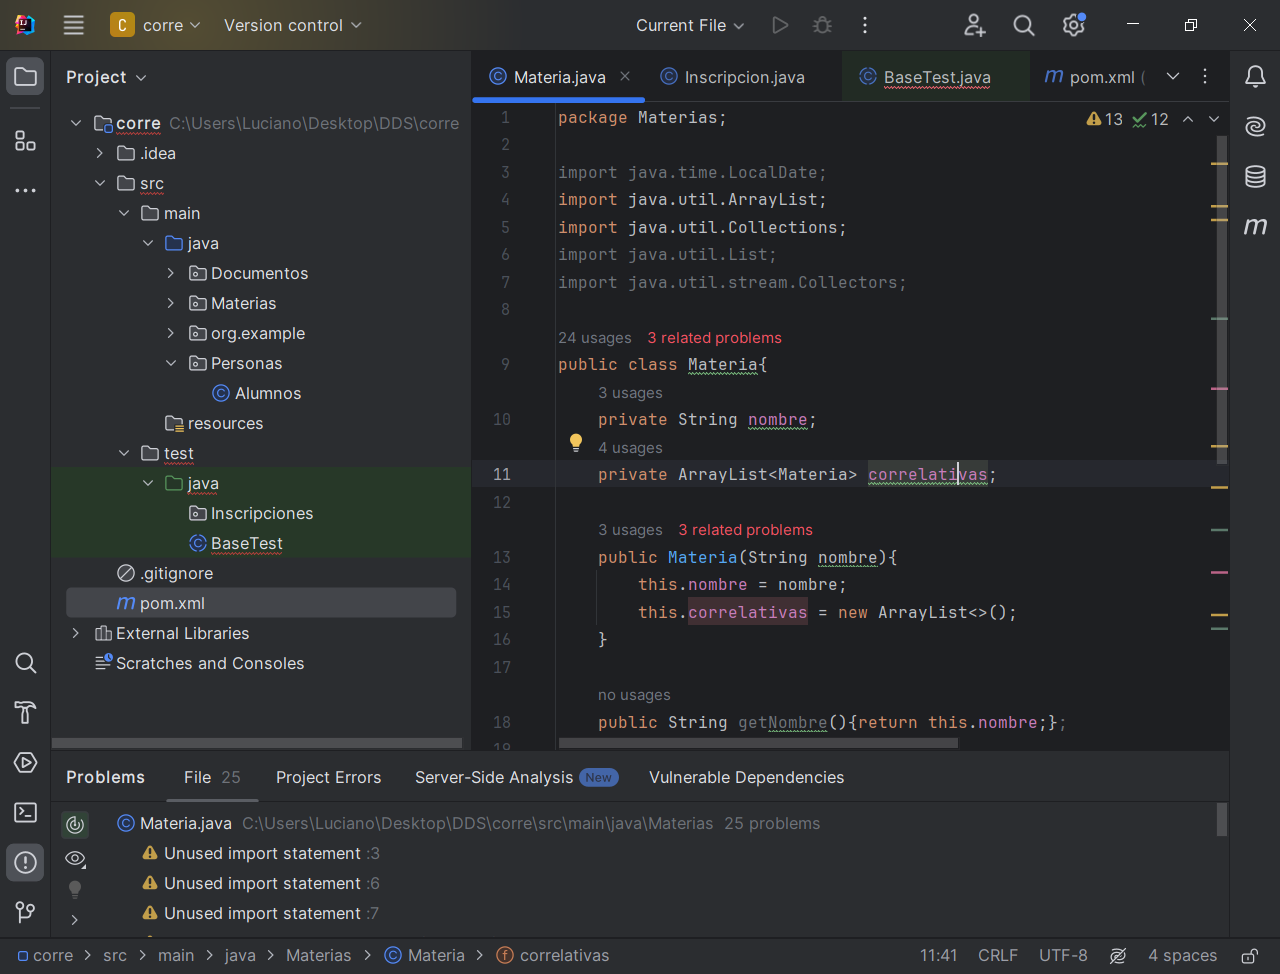 C corre Version control Current File
Project
corre C:\Users\Luciano\Desktop\DDS\corre
.idea
src
main
java
Documentos
Materias
org.example
Personas
Alumnos
resources
test
java
Inscripciones
BaseTest
.gitignore
pom.xml
External Libraries
Scratches and Consoles
Materia.java Inscripcion.java BaseTest.java pom.xml (
13 12
1 package Materias;
2
3 import java.time.LocalDate;
4 import java.util.ArrayList;
5 import java.util.Collections;
6 import java.util.List;
7 import java.util.stream.Collectors;
8
24 usages 3 related problems
9 public class Materia{
3 usages
10 private String nombre;
4 usages
11 private ArrayList<Materia> correlativas;
12
3 usages 3 related problems
13 public Materia(String nombre){
14 this.nombre = nombre;
15 this.correlativas = new ArrayList<>();
16 }
17
no usages
18 public String getNombre(){return this.nombre;};
19
Problems File 25 Project Errors Server-Side Analysis New Vulnerable Dependencies
Materia.java C:\Users\Luciano\Desktop\DDS\corre\src\main\java\Materias 25 problems
Unused import statement :3
Unused import statement :6
Unused import statement :7
corre > src > main > java > Materias > Materia > correlativas 11:41 CRLF UTF-8 4 spaces